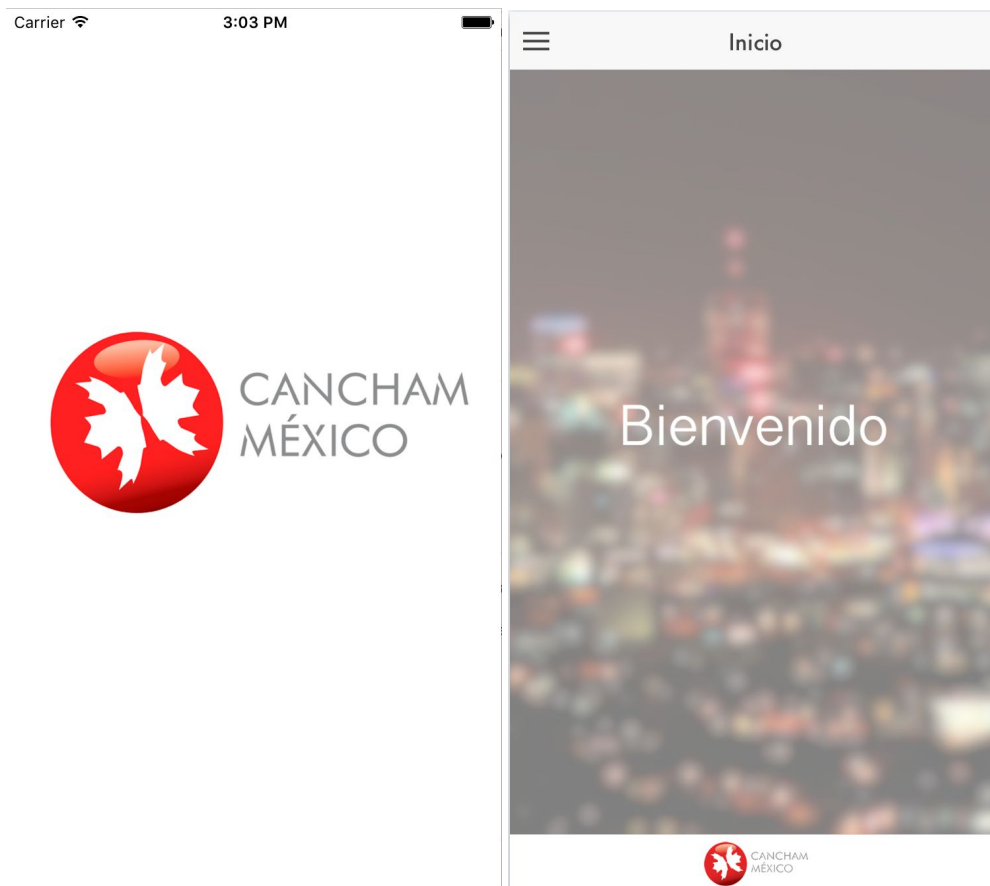 Carrier 3:03 PM
CANCHAM
MÉXICO
Inicio
Bienvenido
CANCHAM
MÉXICO